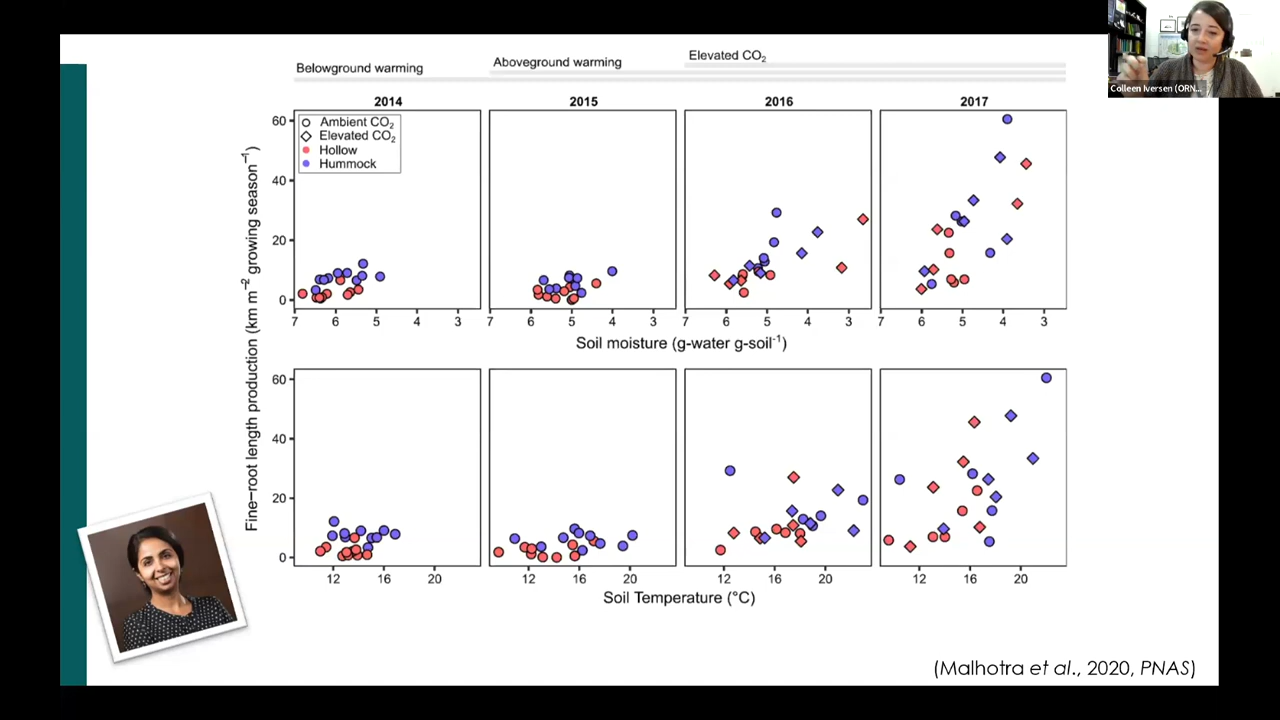 Colleen Iversen (ORN...
Belowground warming
Aboveground warming
Elevated CO2
2014
2015
2016
2017
Ambient CO2
Elevated CO2
Hollow
Hummock
Fine−root length production (km m−2 growing season−1)
60
40
20
0
7 6 5 4 3
7 6 5 4 3
7 6 5 4 3
7 6 5 4 3
Soil moisture (g-water g-soil-1)
60
40
20
0
12 16 20
12 16 20
12 16 20
12 16 20
Soil Temperature (°C)
(Malhotra et al., 2020, PNAS)